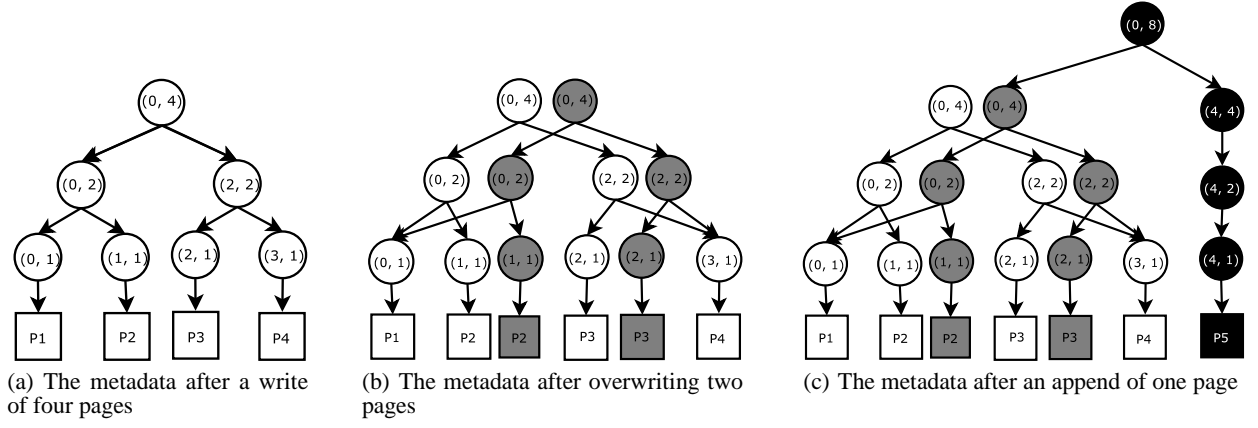 (0, 8)
(0, 4)
(0, 4) (0, 4)
(0, 4) (0, 4) (4, 4)
(0, 2) (2, 2)
(0, 2) (0, 2) (2, 2) (2, 2)
(0, 2) (0, 2) (2, 2) (2, 2) (4, 2)
(0, 1) (1, 1) (2, 1) (3, 1)
(0, 1) (1, 1) (1, 1) (2, 1) (2, 1) (3, 1)
(0, 1) (1, 1) (1, 1) (2, 1) (2, 1) (3, 1) (4, 1)
P1 P2 P3 P4
P1 P2 P2 P3 P3 P4
P1 P2 P2 P3 P3 P4 P5
(a) The metadata after a write
of four pages
(b) The metadata after overwriting two
pages
(c) The metadata after an append of one page